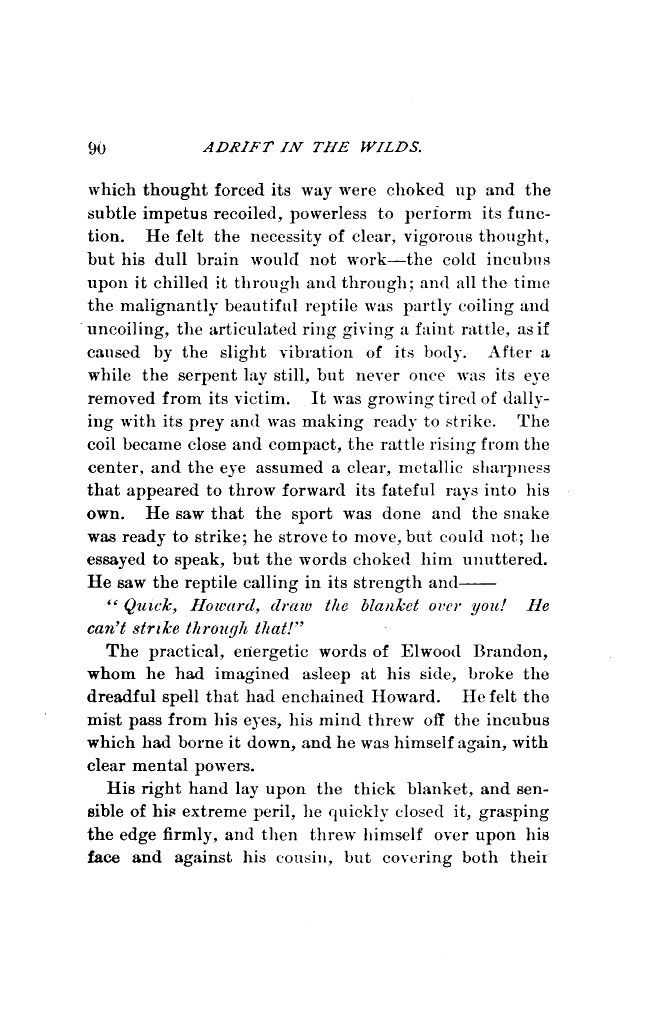 90 ADRIFT IN THE WILDS.
which thought forced its way were choked up and the
subtle impetus recoiled, powerless to perform its func-
tion. He felt the necessity of clear, vigorous thought,
but his dull brain would not work—the cold incubus
upon it chilled it through and through; and all the time
the malignantly beautiful reptile was partly coiling and
uncoiling, the articulated ring giving a faint rattle, as if
caused by the slight vibration of its body. After a
while the serpent lay still, but never once was its eye
removed from its victim. It was growing tired of dally-
ing with its prey and was making ready to strike. The
coil became close and compact, the rattle rising from the
center, and the eye assumed a clear, metallic sharpness
that appeared to throw forward its fateful rays into his
own. He saw that the sport was done and the snake
was ready to strike; he strove to move, but could not; he
essayed to speak, but the words choked him unuttered.
He saw the reptile calling in its strength and——
“Quick, Howard, draw the blanket over you! He
can't strike through that!”
The practical, energetic words of Elwood Brandon,
whom he had imagined asleep at his side, broke the
dreadful spell that had enchained Howard. He felt the
mist pass from his eyes, his mind threw off the incubus
which had borne it down, and he was himself again, with
clear mental powers.
His right hand lay upon the thick blanket, and sen-
sible of his extreme peril, he quickly closed it, grasping
the edge firmly, and then threw himself over upon his
face and against his cousin, but covering both their